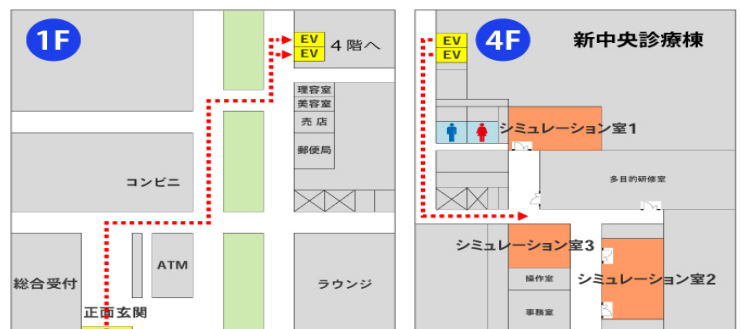 1F
EV
EV
4階へ
理容室
美容室
売店
郵便局
コンビニ
総合受付
ATM
ラウンジ
正面玄関
EV
EV
4F
新中央診療棟
シミュレーション室1
多目的研修室
シミュレーション室3
操作室
シミュレーション室2
事務室